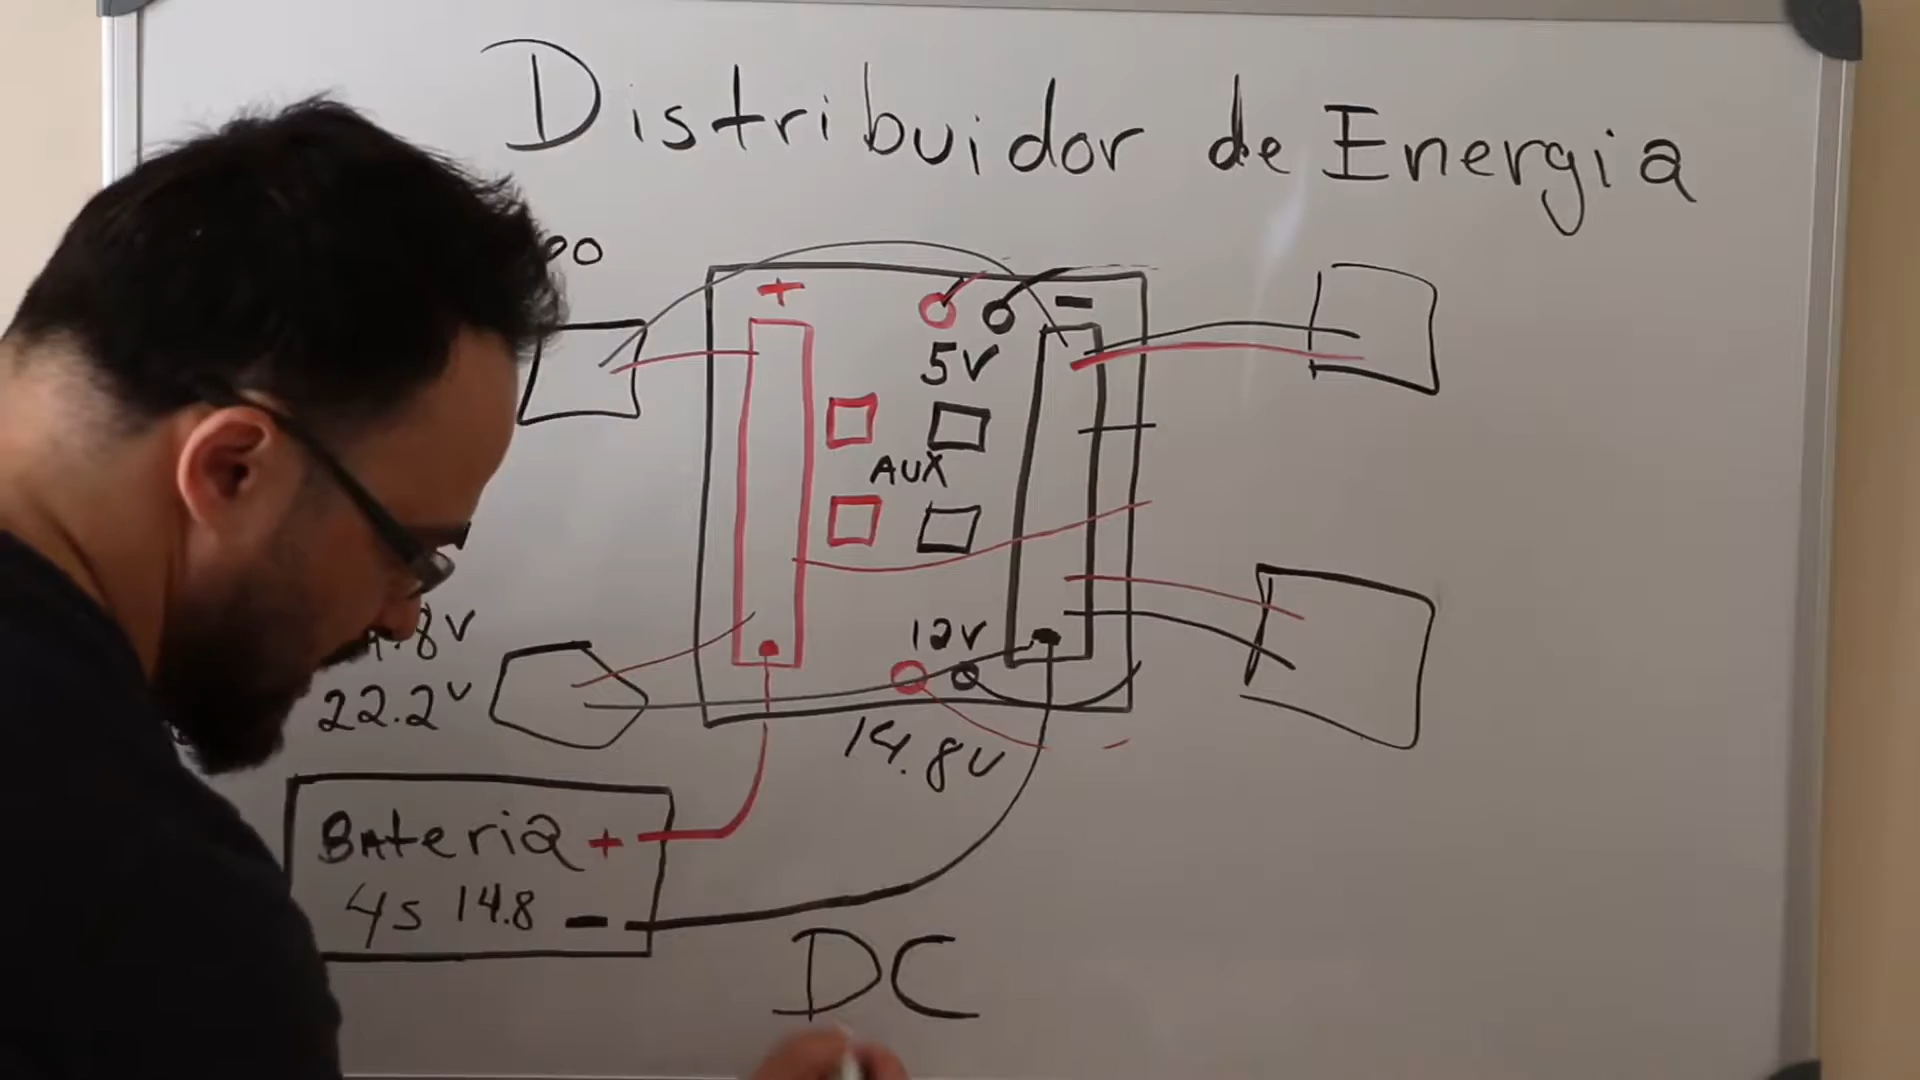 Distribuidor de Energia
+ -
5V
AUX
12V
22.2V
14.8V
BAteria +
4s 14.8 -
DC